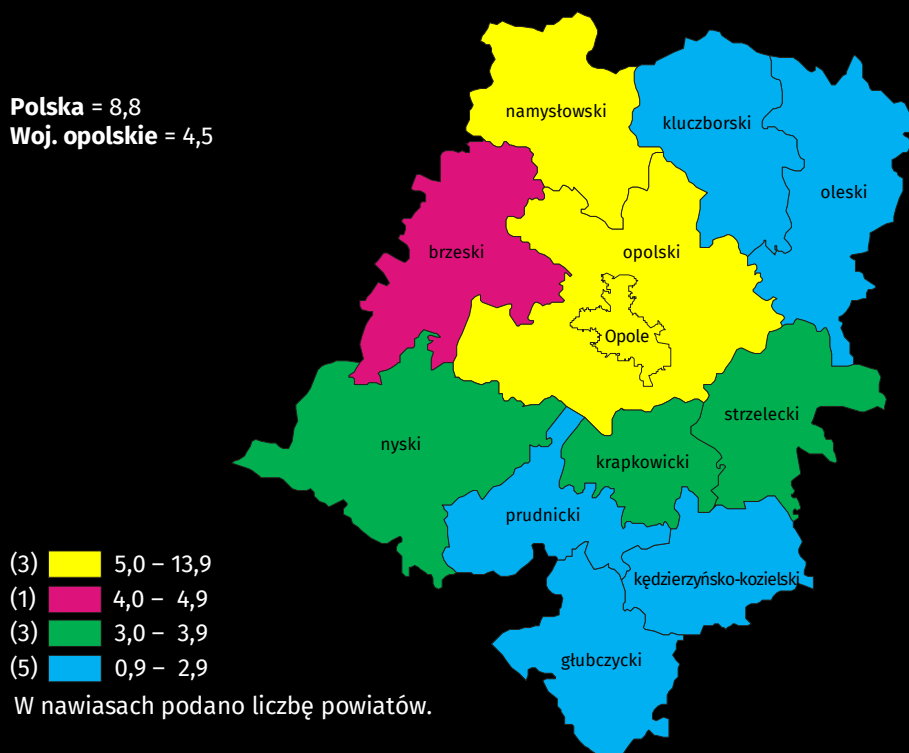 Polska = 8,8
Woj. opolskie = 4,5
namysłowski
kluczborski
oleski
brzeski
opolski
Opole
strzelecki
nyski
krapkowicki
prudnicki
kędzierzyńsko-kozielski
głubczycki
(3) 5,0 – 13,9
(1) 4,0 – 4,9
(3) 3,0 – 3,9
(5) 0,9 – 2,9
W nawiasach podano liczbę powiatów.